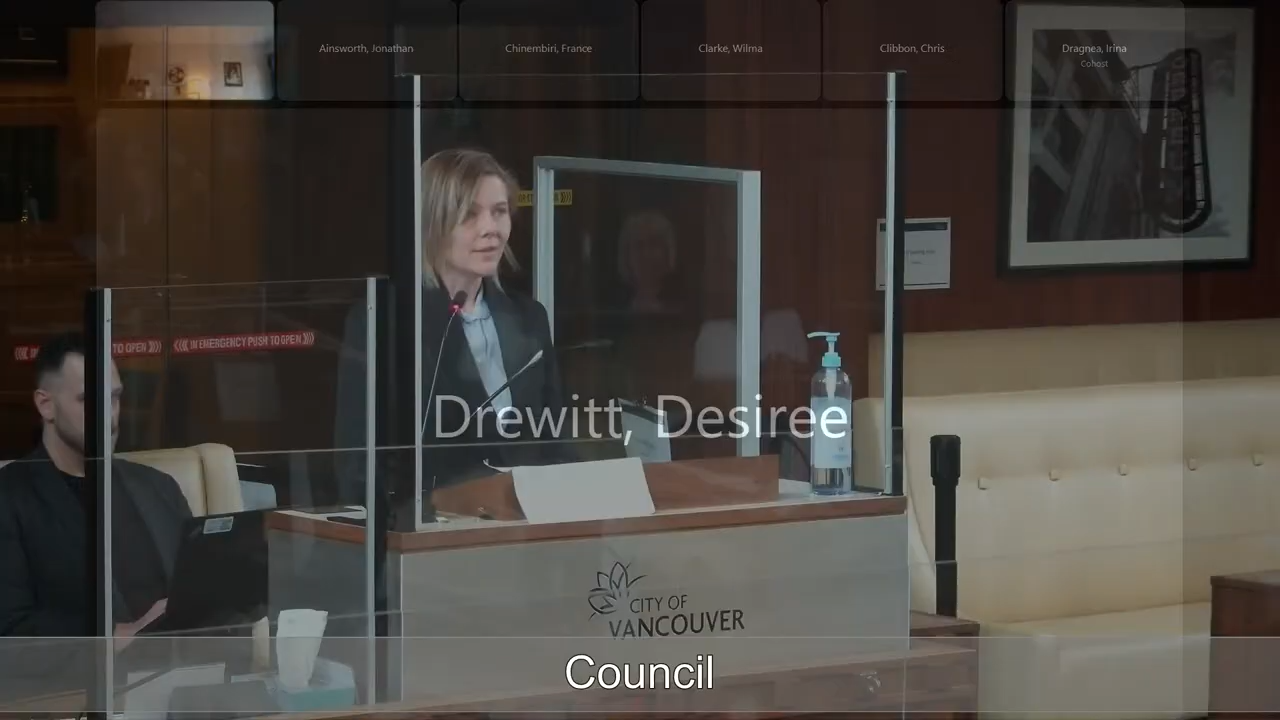 Ainsworth, Jonathan
Chinembiri, France
Clarke, Wilma
Clibbon, Chris
Dragnea, Irina
Cohost
TO OPEN
IN EMERGENCY PUSH TO OPEN
Drewitt, Desiree
CITY OF
VANCOUVER
Council